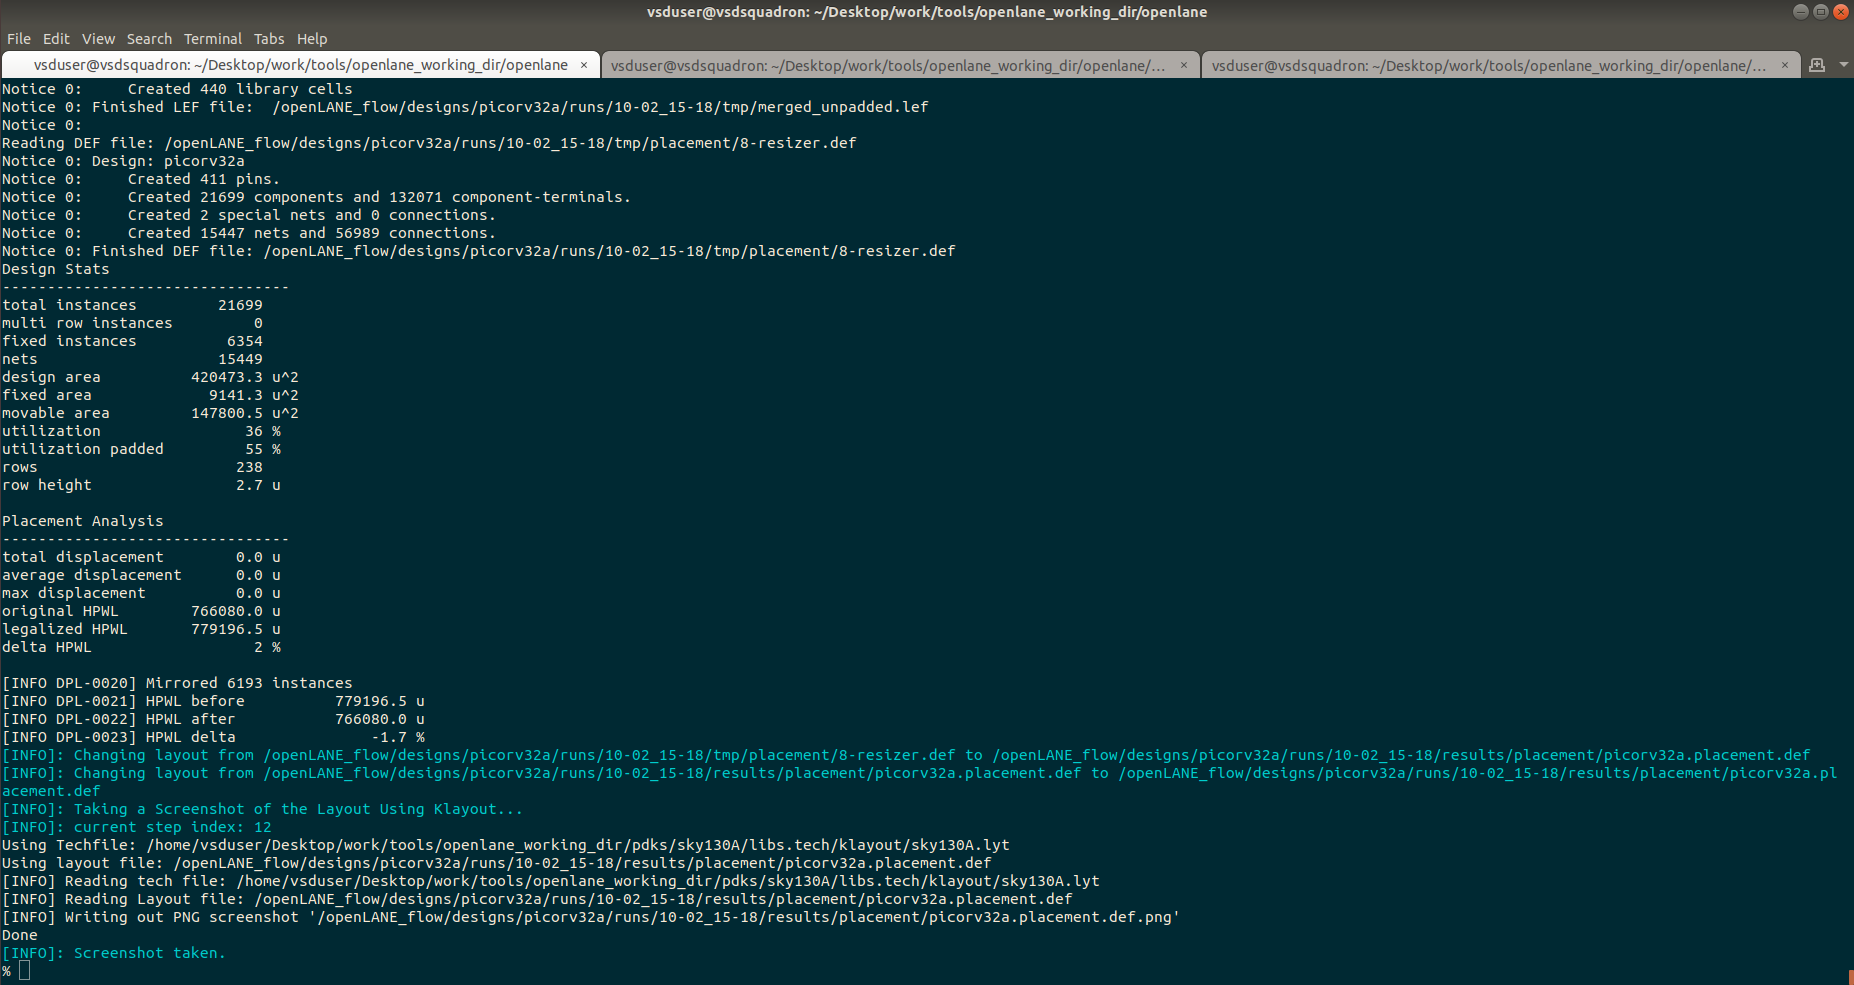 vsduser@vsdsquadron: ~/Desktop/work/tools/openlane_working_dir/openlane
File Edit View Search Terminal Tabs Help
vsduser@vsdsquadron: ~/Desktop/work/tools/openlane_working_dir/openlane × vsduser@vsdsquadron: ~/Desktop/work/tools/openlane_working_dir/openlane/... × vsduser@vsdsquadron: ~/Desktop/work/tools/openlane_working_dir/openlane/... ×
Notice 0:     Created 440 library cells
Notice 0: Finished LEF file:  /openLANE_flow/designs/picorv32a/runs/10-02_15-18/tmp/merged_unpadded.lef
Notice 0:
Reading DEF file: /openLANE_flow/designs/picorv32a/runs/10-02_15-18/tmp/placement/8-resizer.def
Notice 0: Design: picorv32a
Notice 0:     Created 411 pins.
Notice 0:     Created 21699 components and 132071 component-terminals.
Notice 0:     Created 2 special nets and 0 connections.
Notice 0:     Created 15447 nets and 56989 connections.
Notice 0: Finished DEF file: /openLANE_flow/designs/picorv32a/runs/10-02_15-18/tmp/placement/8-resizer.def
Design Stats
--------------------------------
total instances         21699
multi row instances         0
fixed instances          6354
nets                    15449
design area          420473.3 u^2
fixed area             9141.3 u^2
movable area         147800.5 u^2
utilization                36 %
utilization padded         55 %
rows                      238
row height                2.7 u
Placement Analysis
--------------------------------
total displacement        0.0 u
average displacement      0.0 u
max displacement          0.0 u
original HPWL        766080.0 u
legalized HPWL       779196.5 u
delta HPWL                  2 %
[INFO DPL-0020] Mirrored 6193 instances
[INFO DPL-0021] HPWL before          779196.5 u
[INFO DPL-0022] HPWL after           766080.0 u
[INFO DPL-0023] HPWL delta               -1.7 %
[INFO]: Changing layout from /openLANE_flow/designs/picorv32a/runs/10-02_15-18/tmp/placement/8-resizer.def to /openLANE_flow/designs/picorv32a/runs/10-02_15-18/results/placement/picorv32a.placement.def
[INFO]: Changing layout from /openLANE_flow/designs/picorv32a/runs/10-02_15-18/results/placement/picorv32a.placement.def to /openLANE_flow/designs/picorv32a/runs/10-02_15-18/results/placement/picorv32a.pl
acement.def
[INFO]: Taking a Screenshot of the Layout Using Klayout...
[INFO]: current step index: 12
Using Techfile: /home/vsduser/Desktop/work/tools/openlane_working_dir/pdks/sky130A/libs.tech/klayout/sky130A.lyt
Using layout file: /openLANE_flow/designs/picorv32a/runs/10-02_15-18/results/placement/picorv32a.placement.def
[INFO] Reading tech file: /home/vsduser/Desktop/work/tools/openlane_working_dir/pdks/sky130A/libs.tech/klayout/sky130A.lyt
[INFO] Reading Layout file: /openLANE_flow/designs/picorv32a/runs/10-02_15-18/results/placement/picorv32a.placement.def
[INFO] Writing out PNG screenshot '/openLANE_flow/designs/picorv32a/runs/10-02_15-18/results/placement/picorv32a.placement.def.png'
Done
[INFO]: Screenshot taken.
%